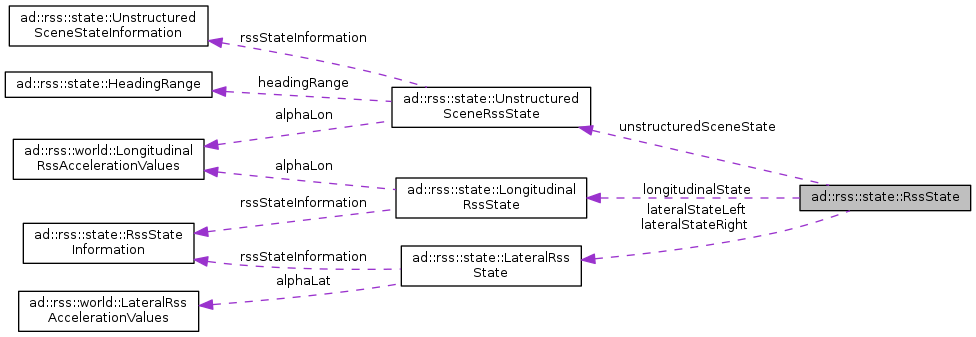 ad::rss::state::Unstructured
SceneStateInformation
rssStateInformation
ad::rss::state::HeadingRange
headingRange
ad::rss::state::Unstructured
SceneRssState
alphaLon
unstructuredSceneState
ad::rss::world::Longitudinal
RssAccelerationValues
alphaLon
ad::rss::state::Longitudinal
RssState
longitudinalState
ad::rss::state::RssState
rssStateInformation
lateralStateLeft
lateralStateRight
ad::rss::state::RssState
Information
rssStateInformation
ad::rss::state::LateralRss
State
alphaLat
ad::rss::world::LateralRss
AccelerationValues